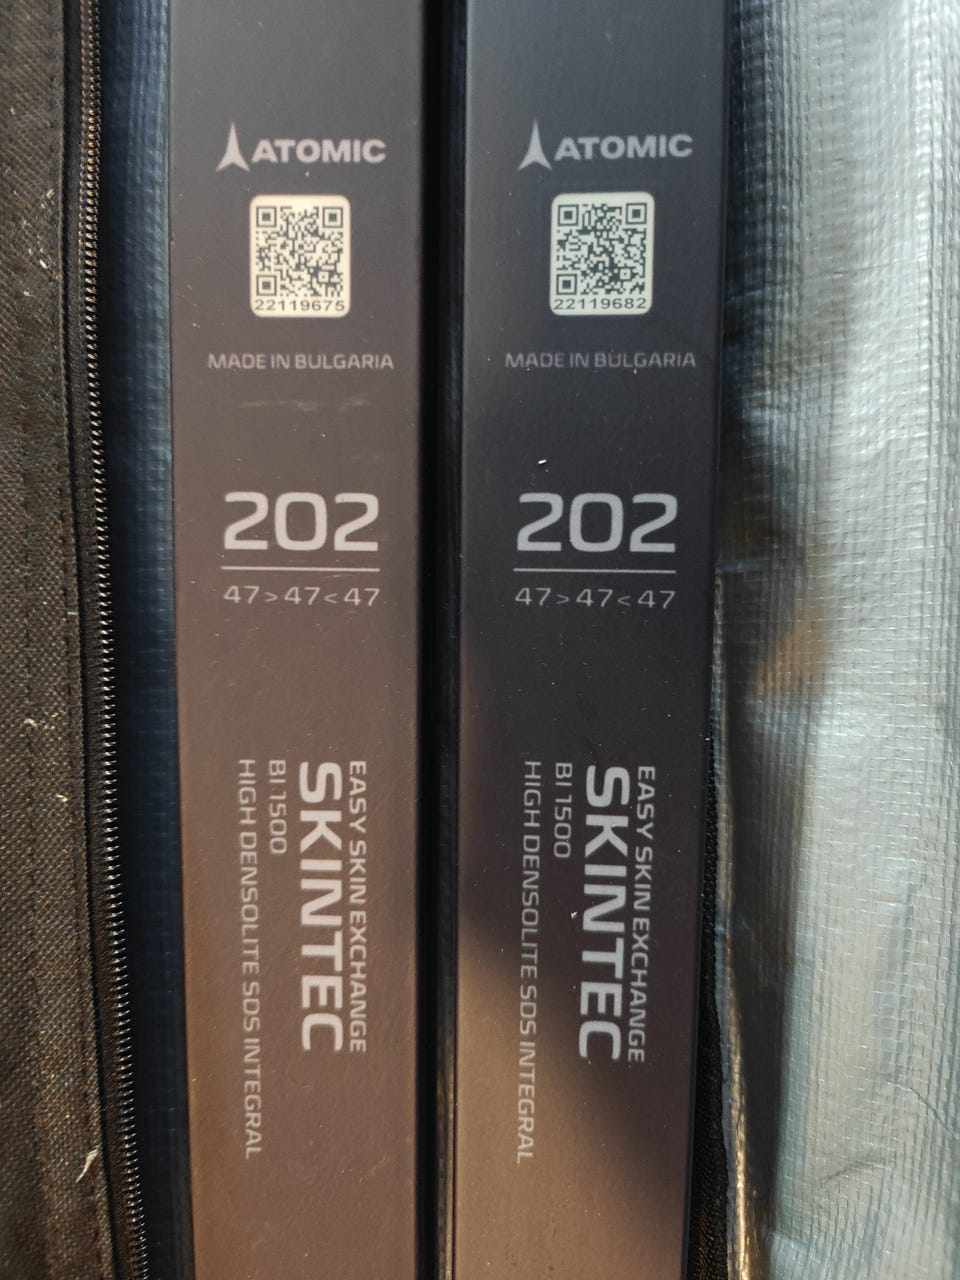 ATOMIC
22119675
MADE IN BULGARIA
202
47>47<47
EASY SKIN EXCHANGE
SKINTEC
BI 1500
HIGH DENSOLITE SDS INTEGRAL
ATOMIC
22119682
MADE IN BULGARIA
202
47>47<47
EASY SKIN EXCHANGE
SKINTEC
BI 1500
HIGH DENSOLITE SDS INTEGRAL